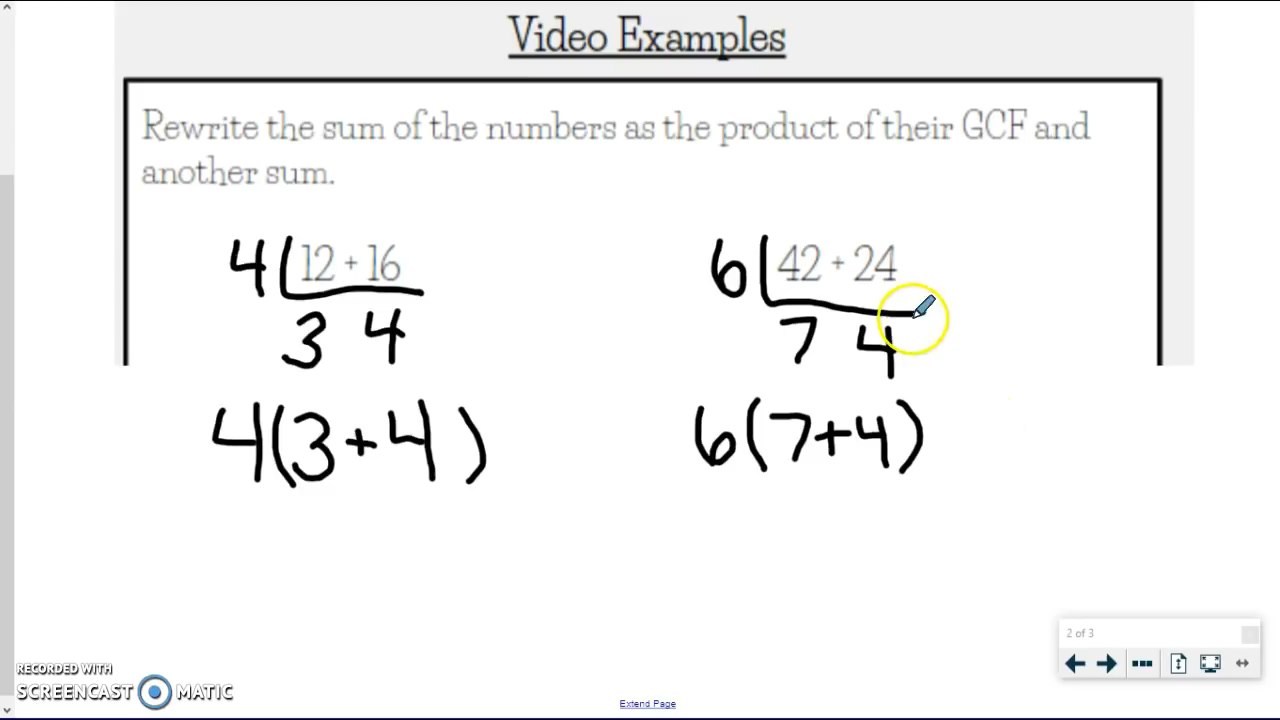 Video Examples
Rewrite the sum of the numbers as the product of their GCF and
another sum.
4 12 + 16
3 4
4(3+4)
6 42 + 24
7 4
6(7+4)
2 of 3
RECORDED WITH
SCREENCAST MATIC
Extend Page